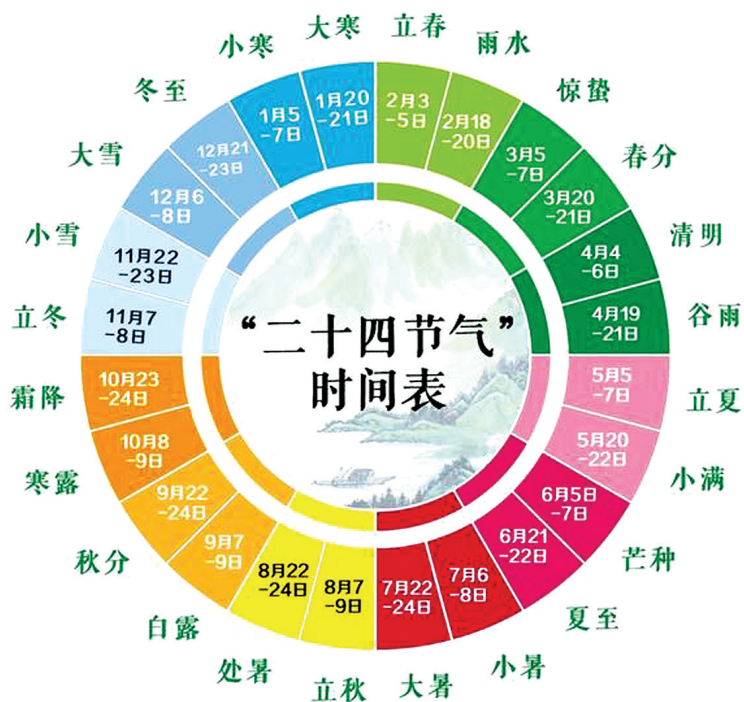 “二十四节气”
时间表
立春
2月3
-5日
雨水
2月18
-20日
惊蛰
3月5
-7日
春分
3月20
-21日
清明
4月4
-6日
谷雨
4月19
-21日
立夏
5月5
-7日
小满
5月20
-22日
芒种
6月5日
-7日
夏至
6月21
-22日
小暑
7月6
-8日
大暑
7月22
-24日
立秋
8月7
-9日
处暑
8月22
-24日
白露
9月7
-9日
秋分
9月22
-24日
寒露
10月8
-9日
霜降
10月23
-24日
立冬
11月7
-8日
小雪
11月22
-23日
大雪
12月6
-8日
冬至
12月21
-23日
小寒
1月5
-7日
大寒
1月20
-21日